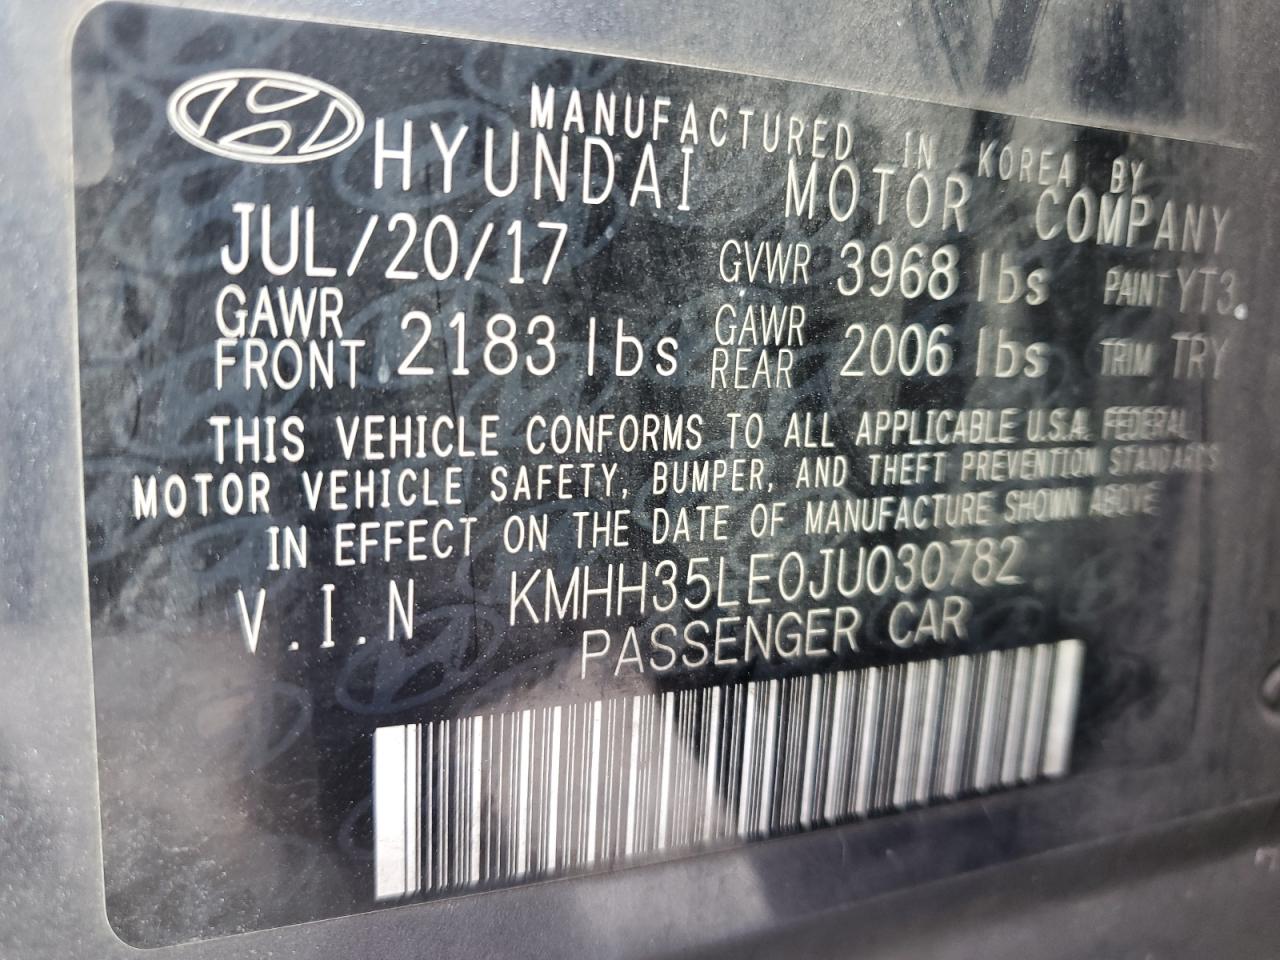 MANUFACTURED IN KOREA BY
HYUNDAI MOTOR COMPANY
JUL/20/17 GVWR 3968 lbs PAINT YT3
GAWR FRONT 2183 lbs GAWR REAR 2006 lbs TRIM TRY
THIS VEHICLE CONFORMS TO ALL APPLICABLE U.S.A. FEDERAL
MOTOR VEHICLE SAFETY, BUMPER, AND THEFT PREVENTION STANDARDS
IN EFFECT ON THE DATE OF MANUFACTURE SHOWN ABOVE
V.I.N KMHH35LE0JU030782
PASSENGER CAR